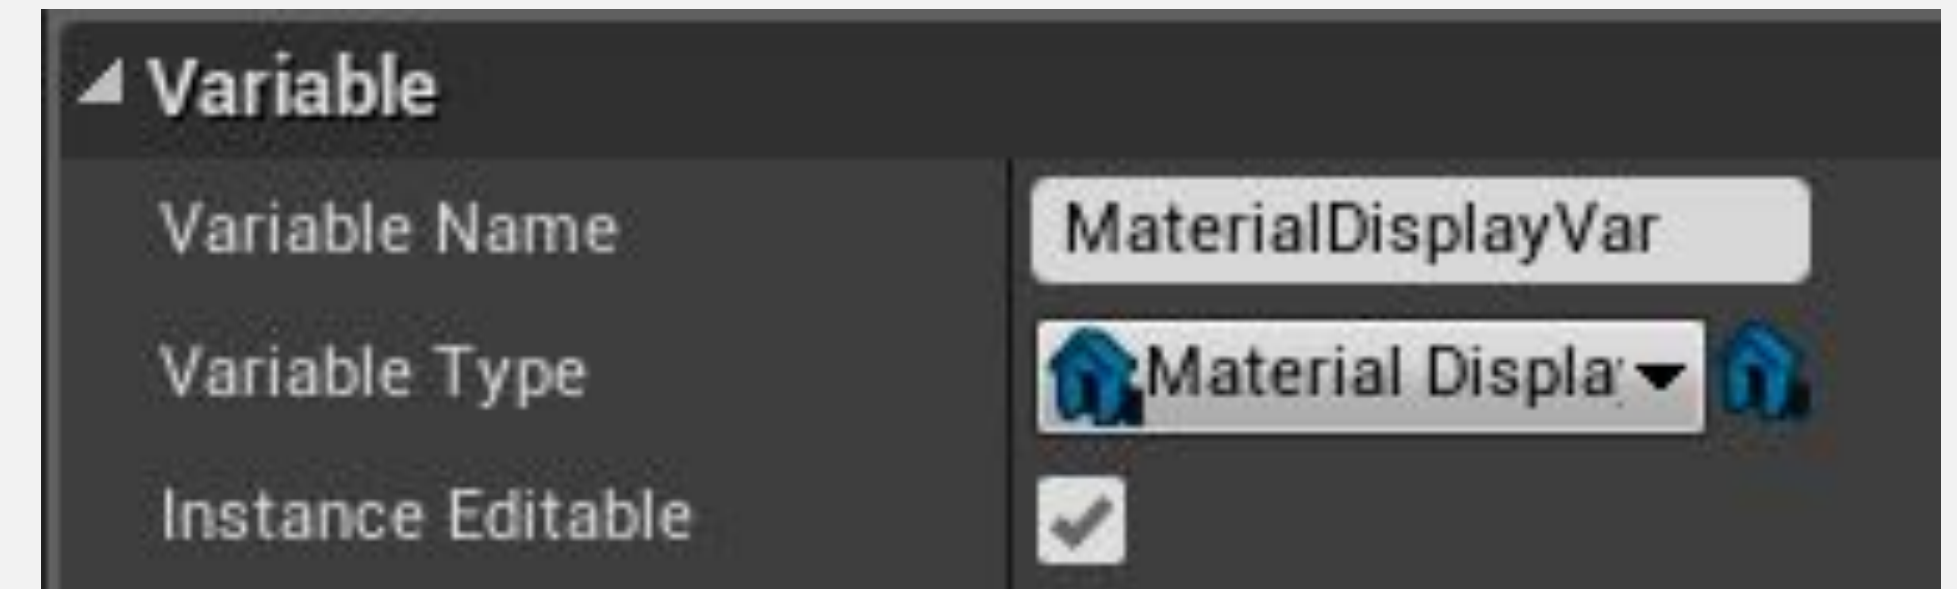 Variable
Variable Name MaterialDisplayVar
Variable Type Material Displa
Instance Editable